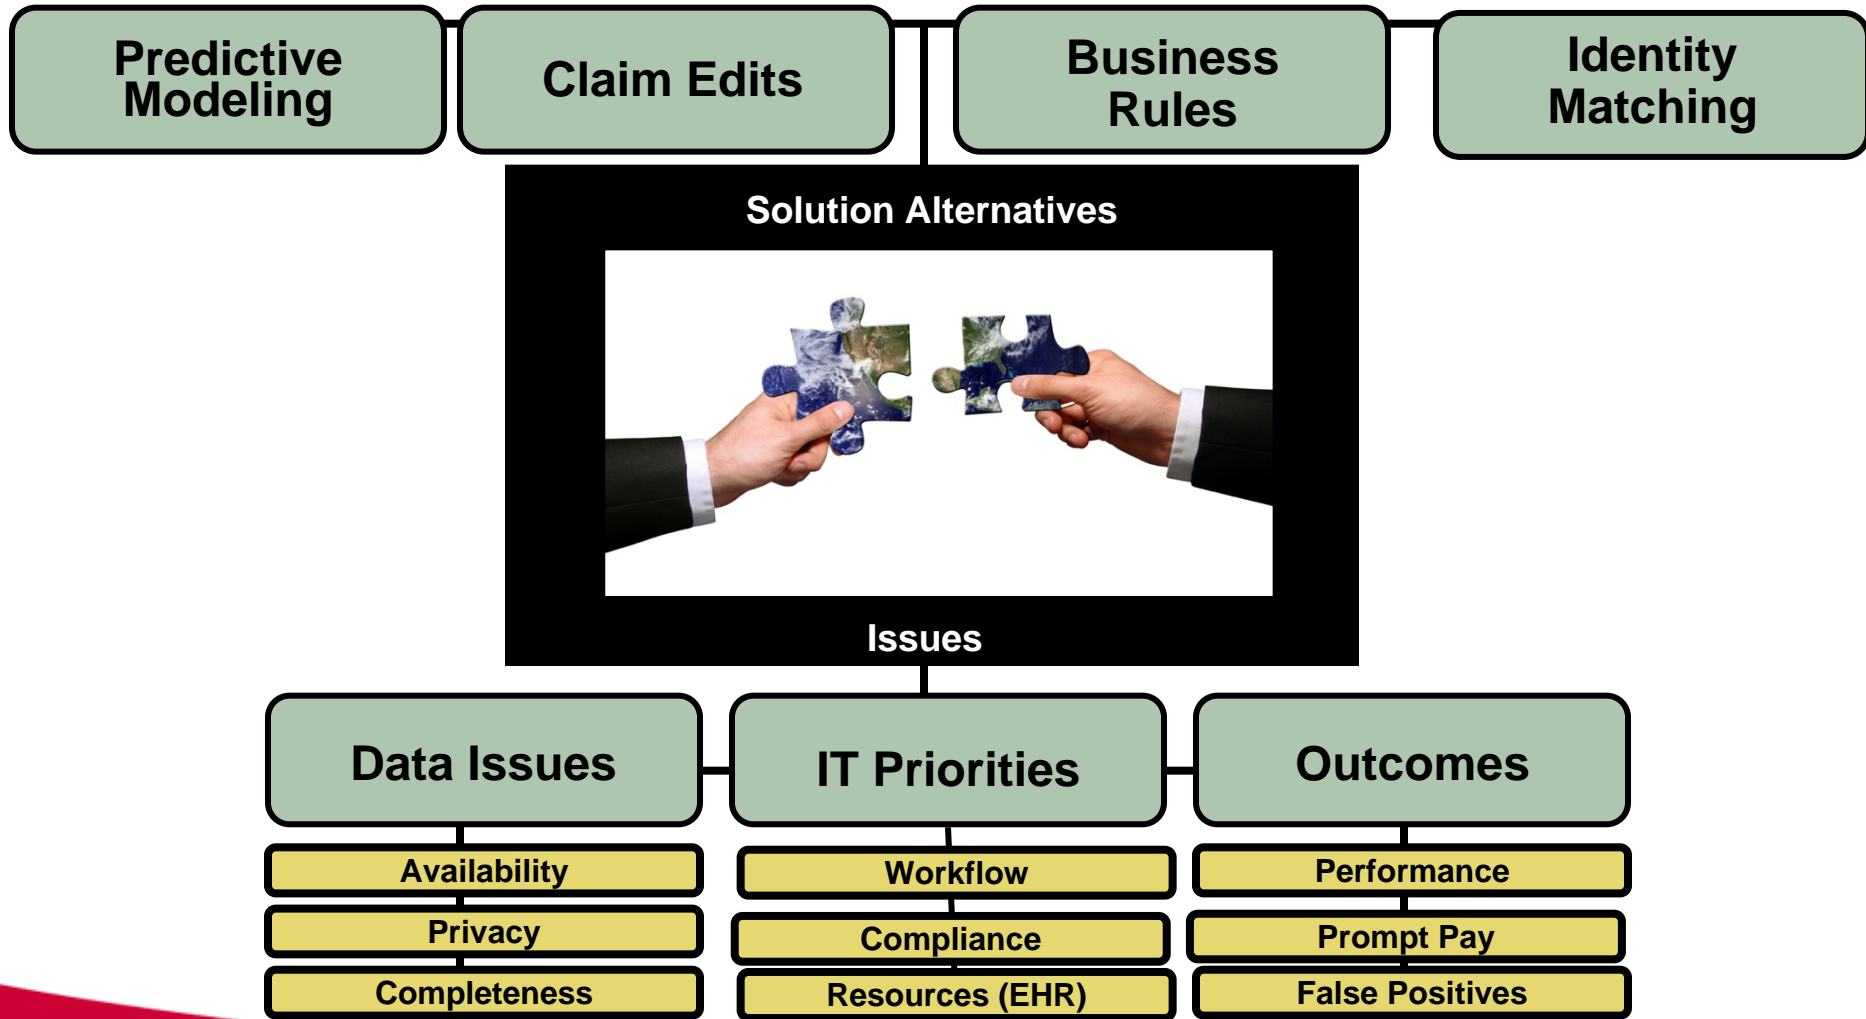 Predictive
Modeling
Claim Edits
Business
Rules
Identity
Matching
Solution Alternatives
Issues
Data Issues
IT Priorities
Outcomes
Availability
Workflow
Performance
Privacy
Compliance
Prompt Pay
Completeness
Resources (EHR)
False Positives